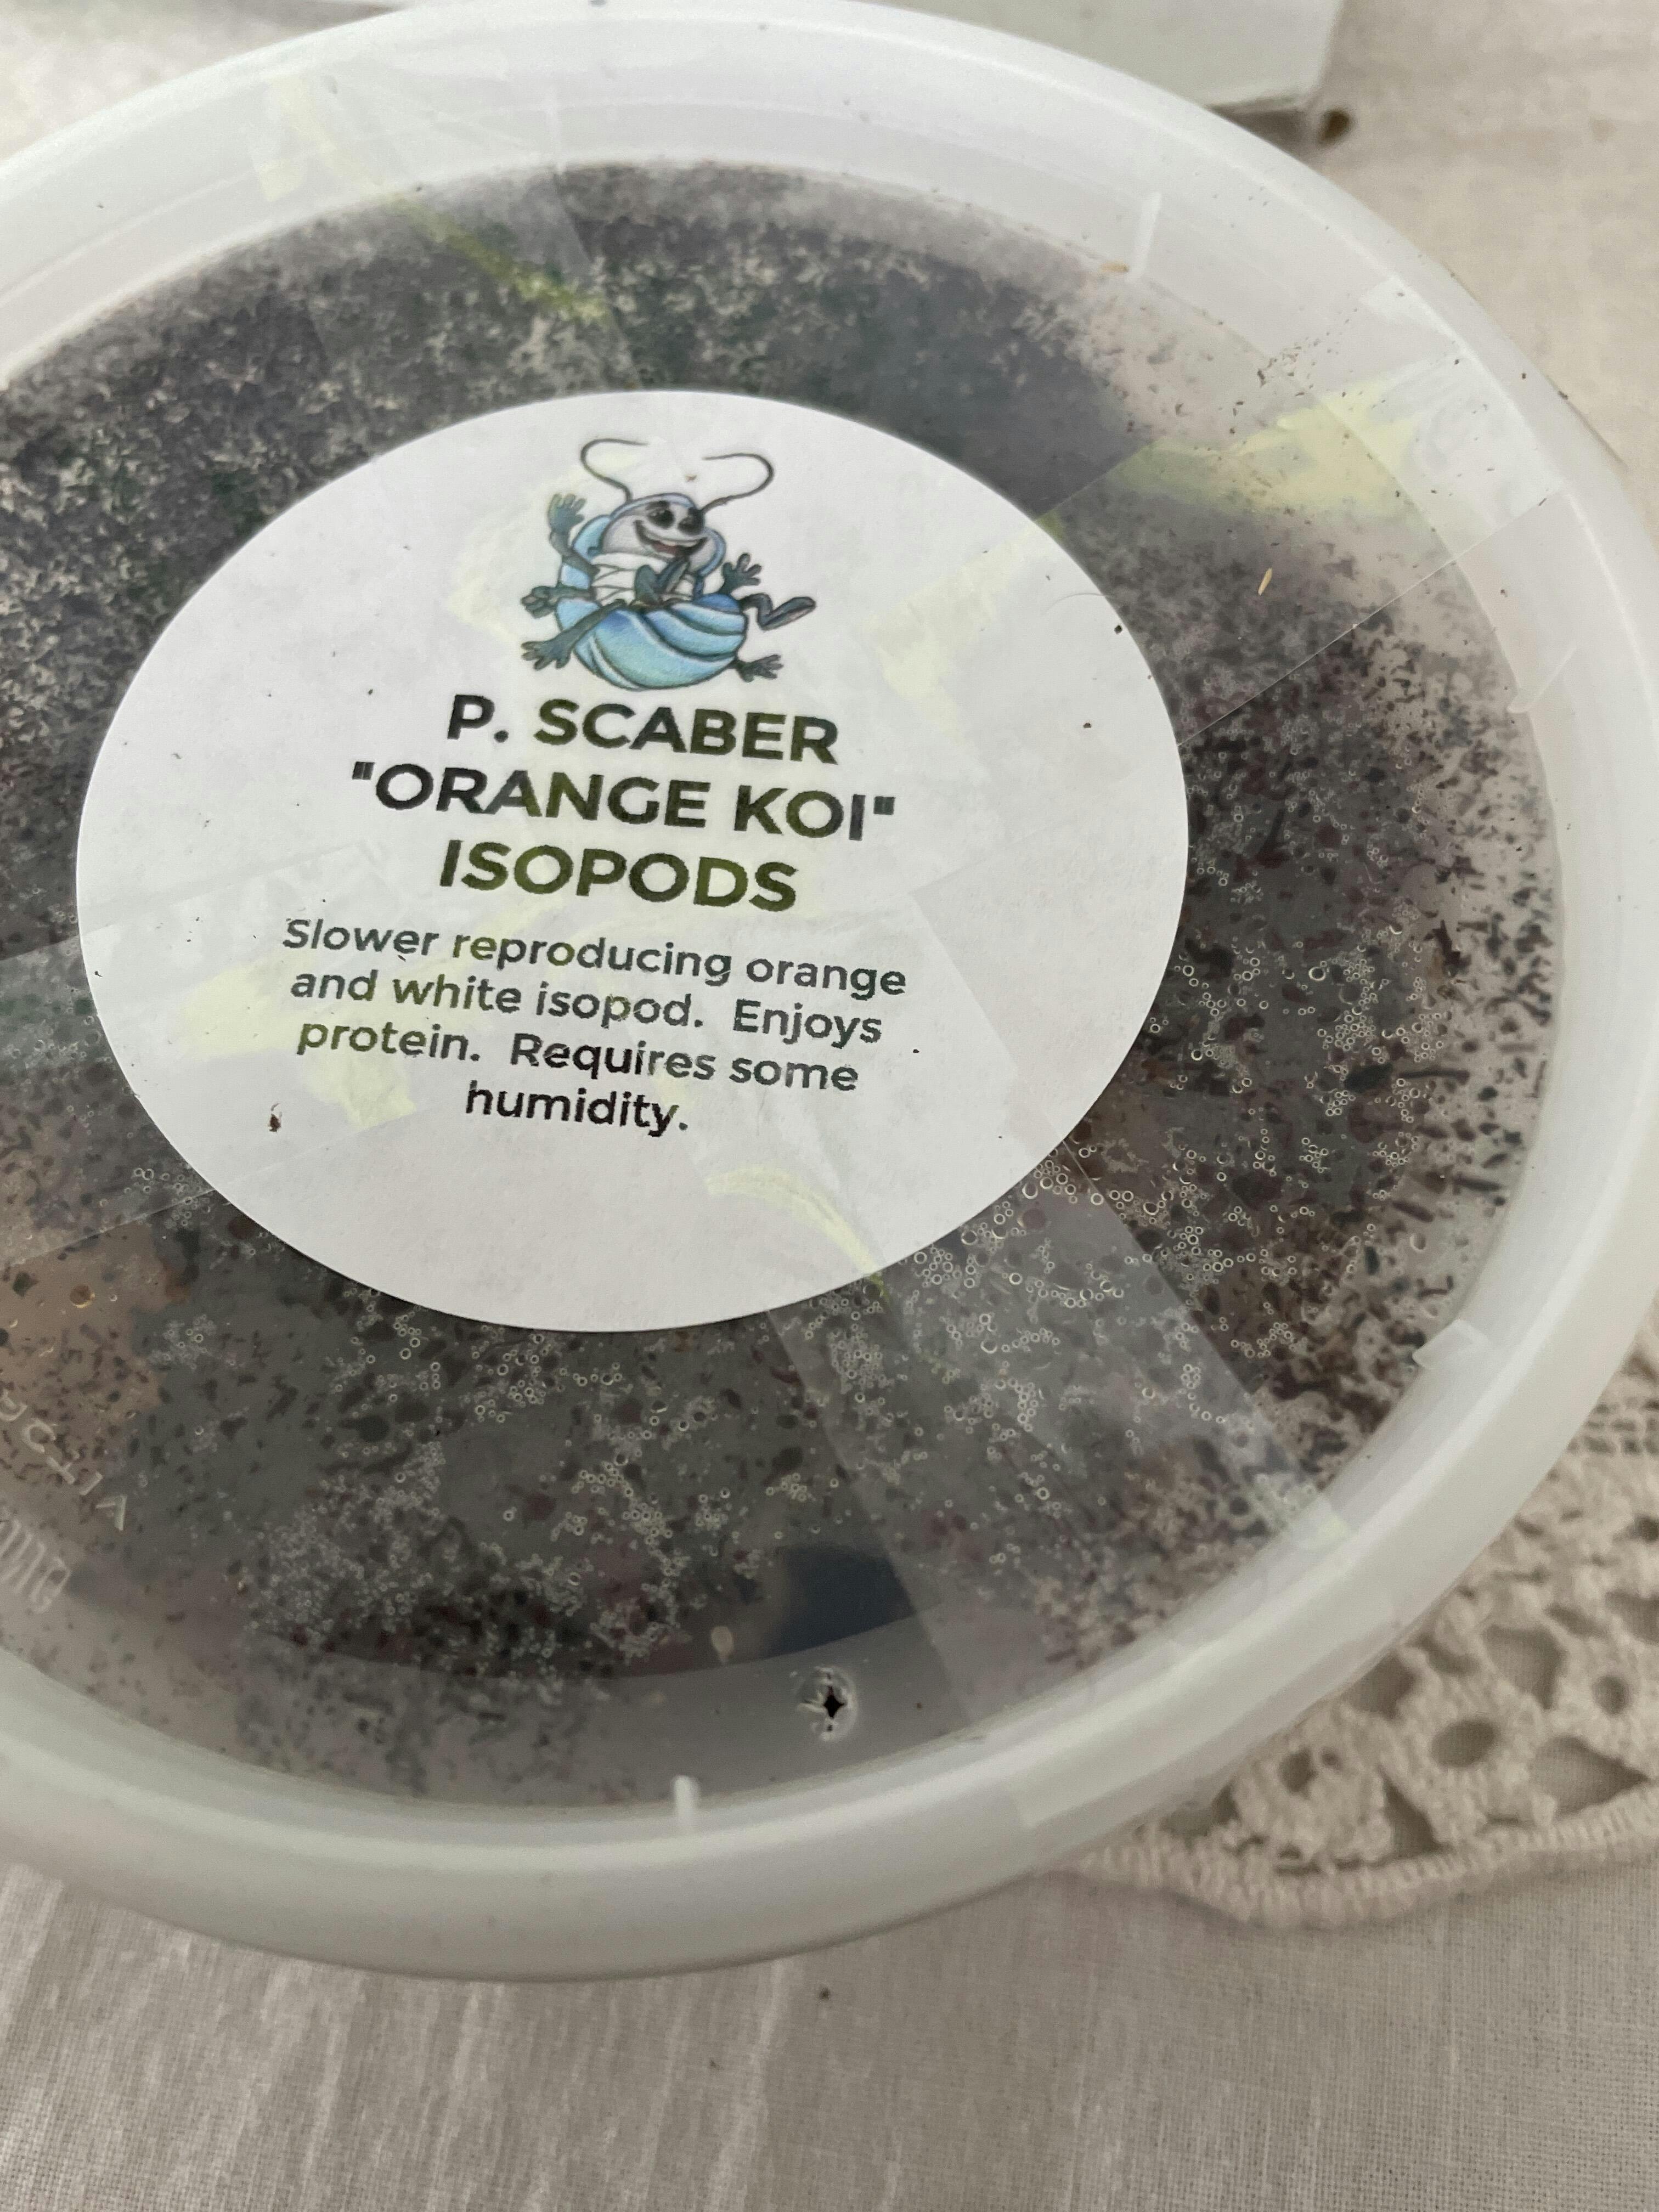 P. SCABER
"ORANGE KOI"
ISOPODS
Slower reproducing orange
and white isopod. Enjoys
protein. Requires some
humidity.